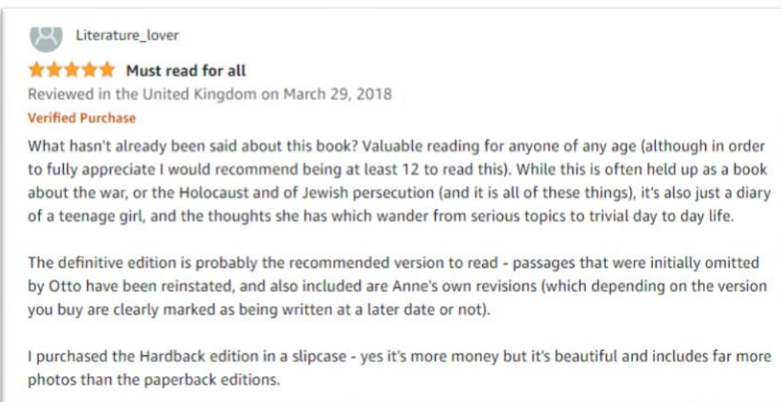 Literature_lover
Must read for all
Reviewed in the United Kingdom on March 29, 2018
Verified Purchase
What hasn't already been said about this book? Valuable reading for anyone of any age (although in order
to fully appreciate I would recommend being at least 12 to read this). While this is often held up as a book
about the war, or the Holocaust and of Jewish persecution (and it is all of these things), it's also just a diary
of a teenage girl, and the thoughts she has which wander from serious topics to trivial day to day life.
The definitive edition is probably the recommended version to read - passages that were initially omitted
by Otto have been reinstated, and also included are Anne's own revisions (which depending on the version
you buy are clearly marked as being written at a later date or not).
I purchased the Hardback edition in a slipcase - yes it's more money but it's beautiful and includes far more
photos than the paperback editions.